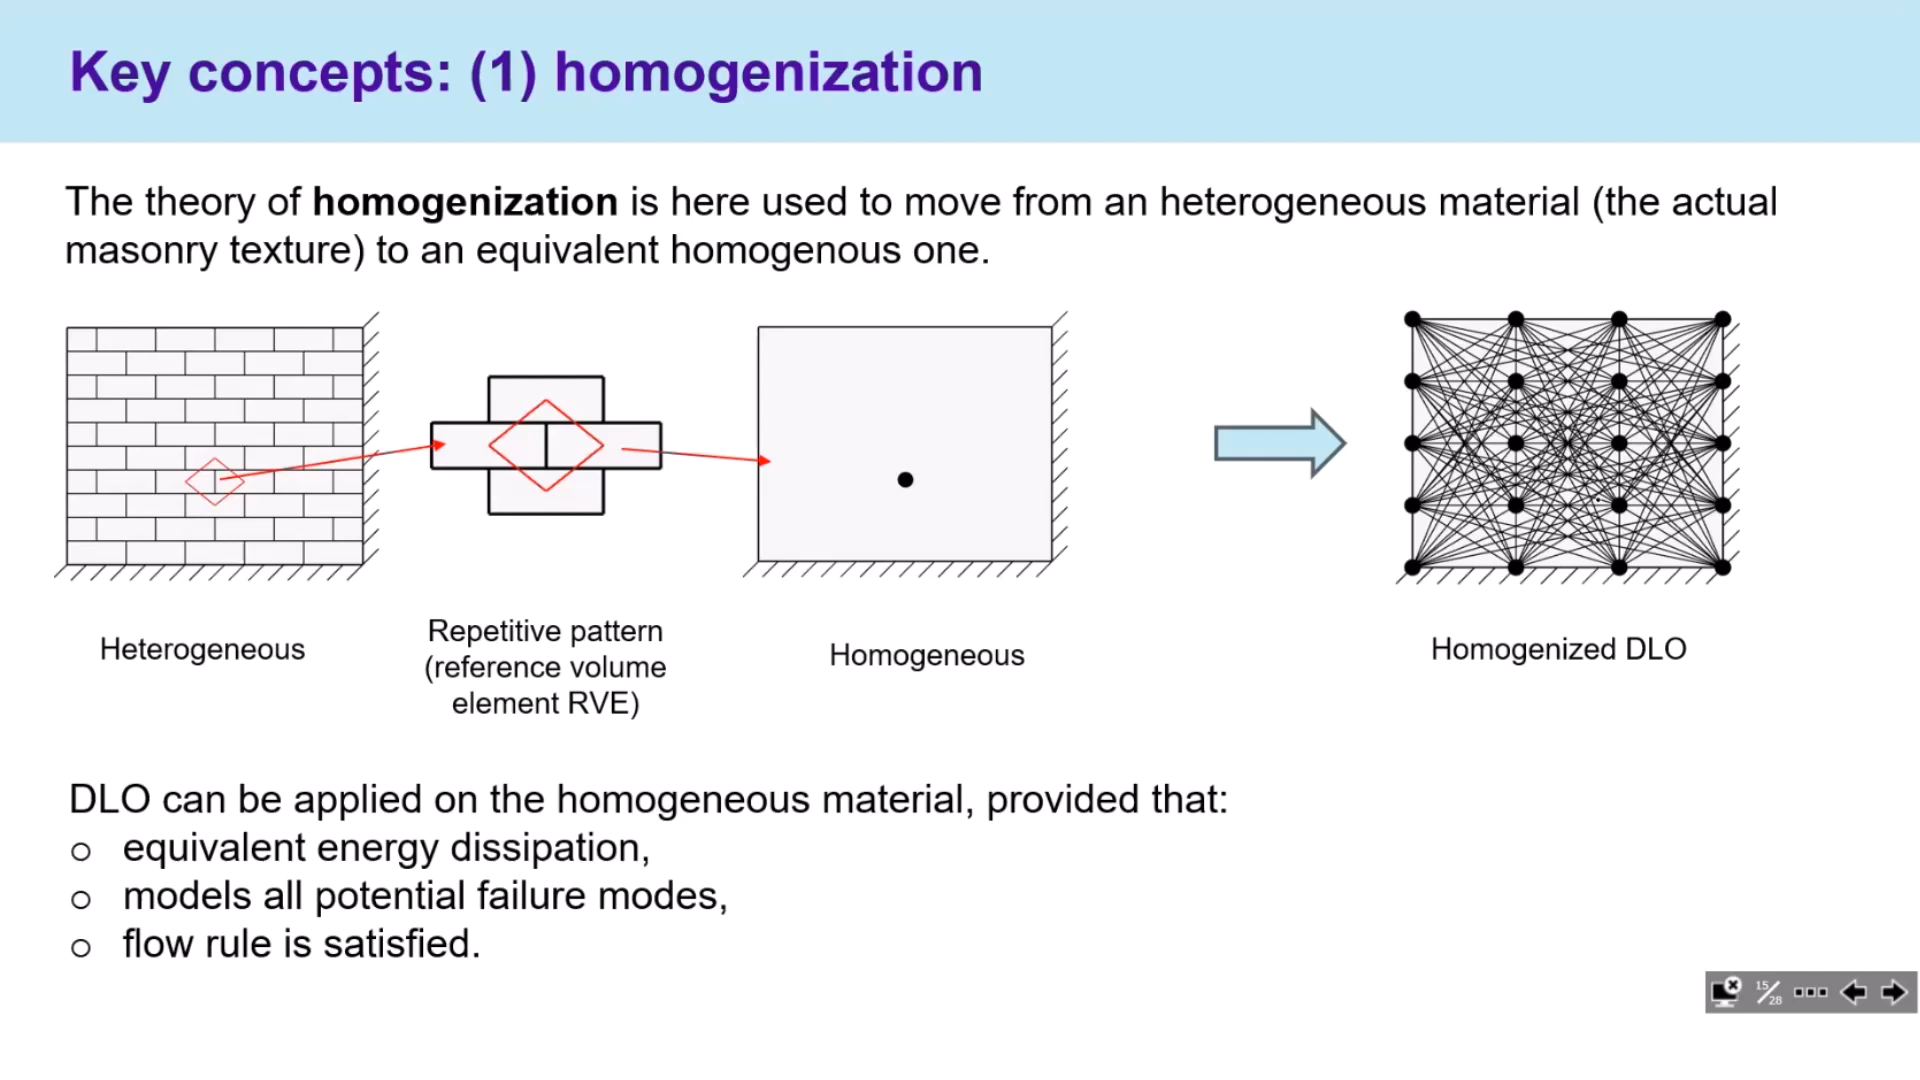 Key concepts: (1) homogenization
The theory of homogenization is here used to move from an heterogeneous material (the actual
masonry texture) to an equivalent homogenous one.
Heterogeneous
Repetitive pattern
(reference volume
element RVE)
Homogeneous
Homogenized DLO
DLO can be applied on the homogeneous material, provided that:
o equivalent energy dissipation,
o models all potential failure modes,
o flow rule is satisfied.
15/28